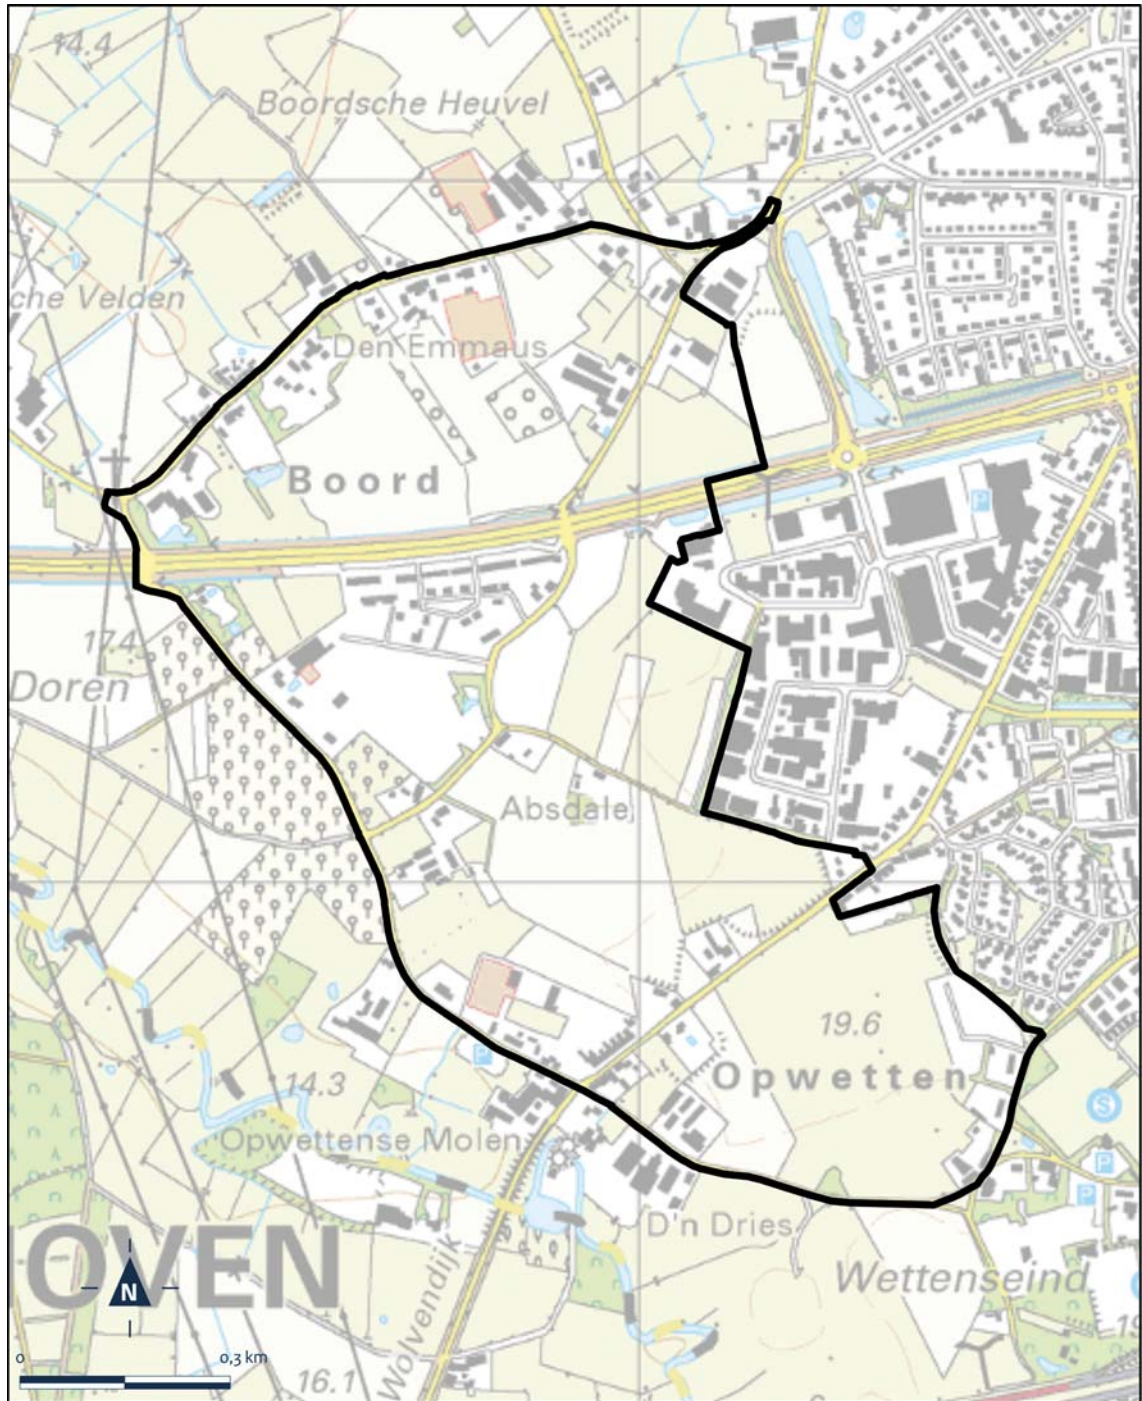 14.4
Boordsche Heuvel
che Velden
Den Emmaus
Boord
P
17.4
Doren
Absdale
19.6
Opwetten
S
P
14.3
P
Opwettense Molen
P
D'n Dries
OVEN
Wettenseind
N
Wolvendijk
0
0,3 km
16.1